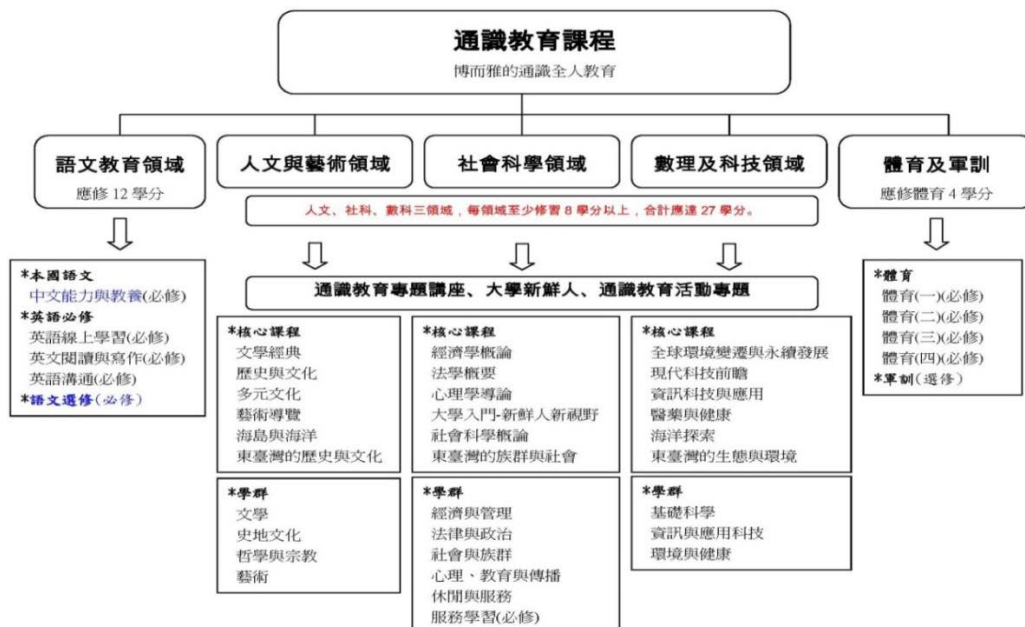 通識教育課程
博而雅的通識全人教育
語文教育領域
應修 12 學分
人文與藝術領域
社會科學領域
數理及科技領域
體育及軍訓
應修體育 4 學分
人文、社科、數科三領域，每領域至少修習 8 學分以上，合計應達 27 學分。
通識教育專題講座、大學新鮮人、通識教育活動專題
*本國語文
中文能力與教養(必修)
*英語必修
英語線上學習(必修)
英文閱讀與寫作(必修)
英語溝通(必修)
*語文選修(必修)
*核心課程
文學經典
歷史與文化
多元文化
藝術導覽
海島與海洋
東臺灣的歷史與文化
*學群
文學
史地文化
哲學與宗教
藝術
*核心課程
經濟學概論
法學概要
心理學導論
大學入門-新鮮人新視野
社會科學概論
東臺灣的族群與社會
*學群
經濟與管理
法律與政治
社會與族群
心理、教育與傳播
休閒與服務
服務學習(必修)
*核心課程
全球環境變遷與永續發展
現代科技前瞻
資訊科技與應用
醫藥與健康
海洋探索
東臺灣的生態與環境
*學群
基礎科學
資訊與應用科技
環境與健康
*體育
體育(一)(必修)
體育(二)(必修)
體育(三)(必修)
體育(四)(必修)
*軍訓(選修)